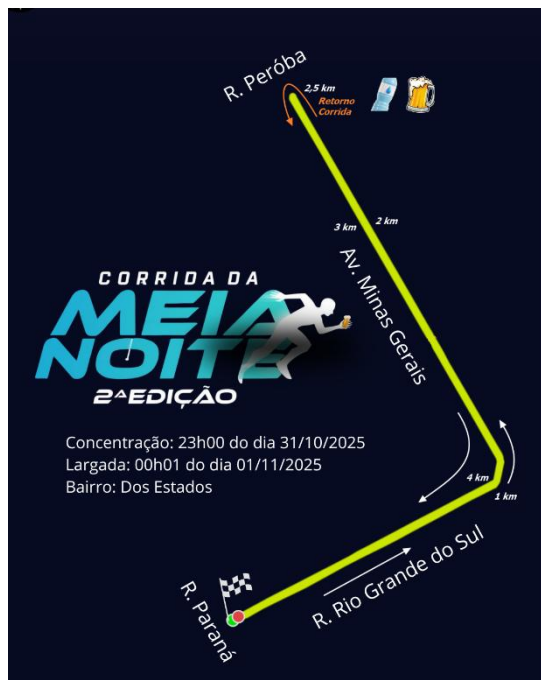 R. Peróba
2,5 km
Retorno
Corrida
3 km
2 km
Av. Minas Gerais
CORRIDA DA
MEIA
NOITE
2ªEDIÇÃO
Concentração: 23h00 do dia 31/10/2025
Largada: 00h01 do dia 01/11/2025
Bairro: Dos Estados
4 km
1 km
R. Rio Grande do Sul
R. Paraná